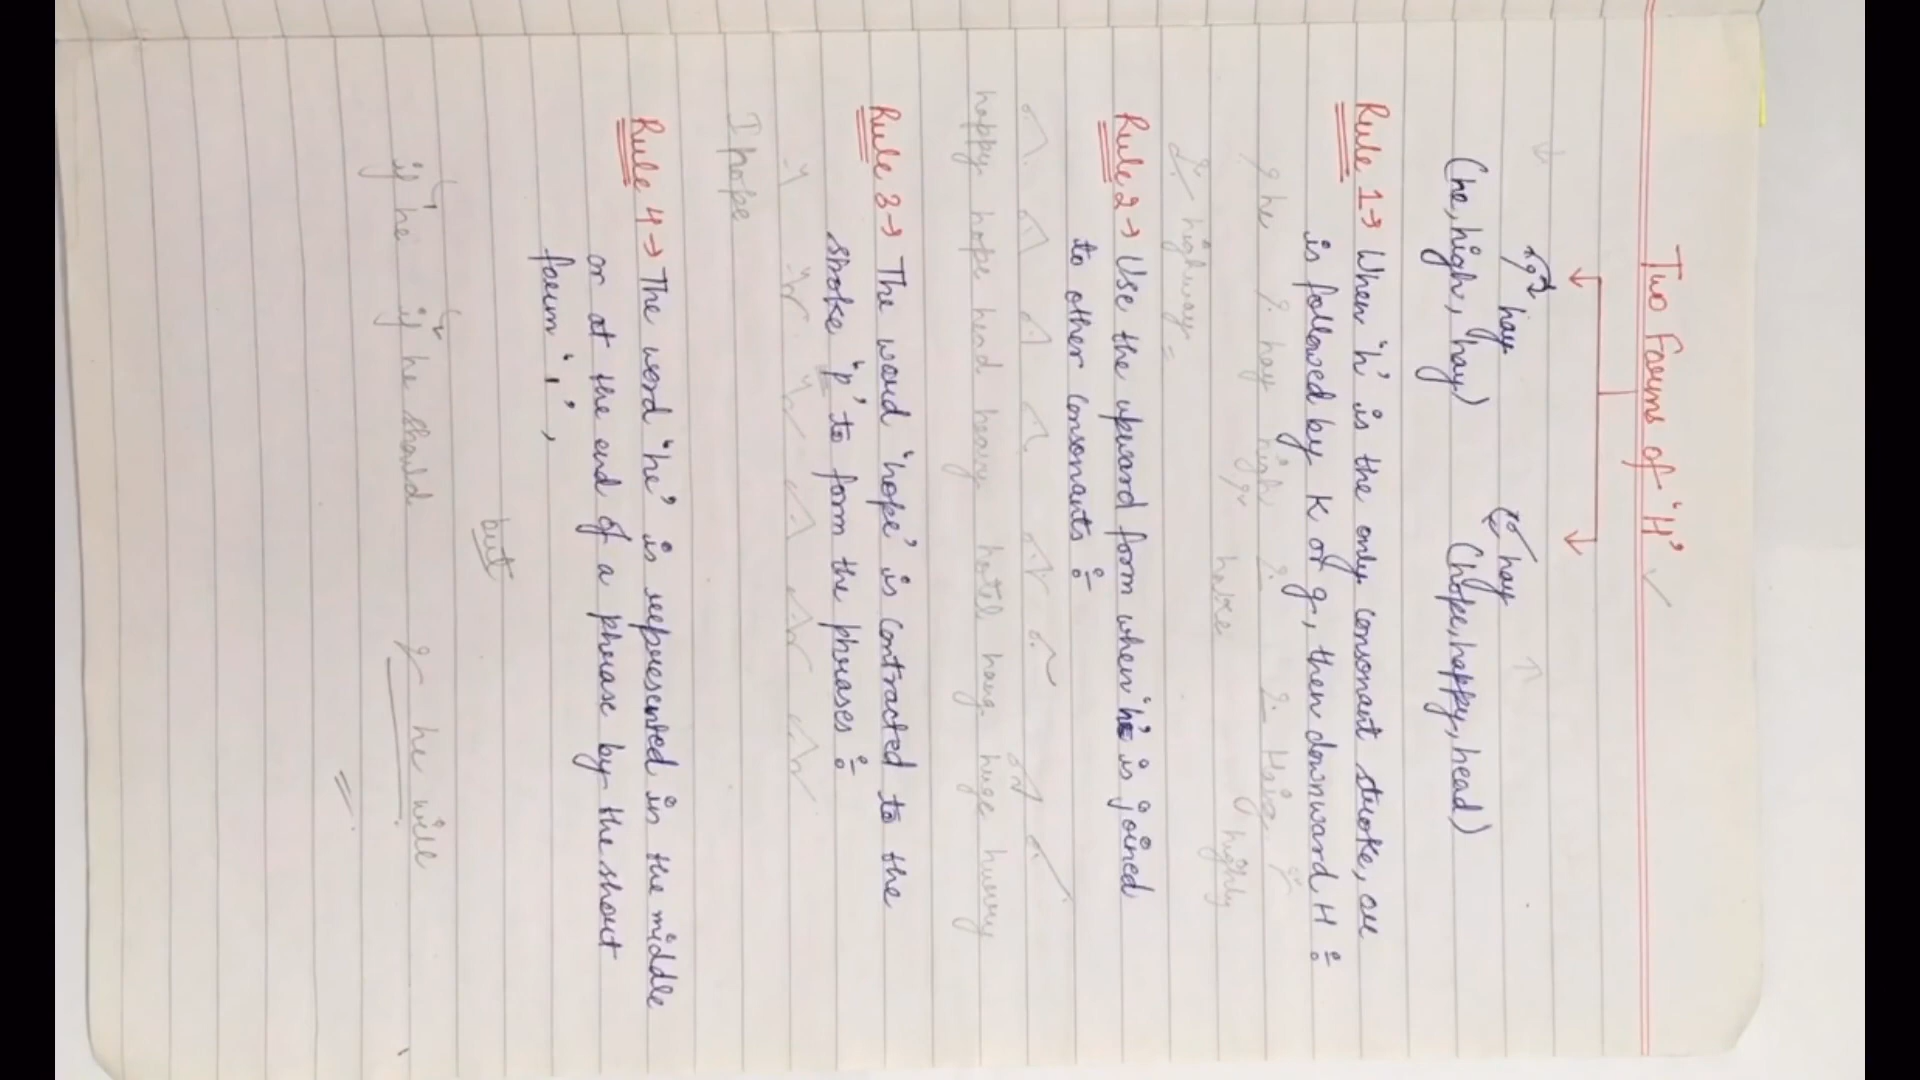 Two Forms of 'H'
hay hay
(he, high, hay) (hope, happy, head)
Rule 1→ When 'h' is the only consonant stroke, or
is followed by K or g, then downward H :-
he hay high
hake highly
highway =
Rule 2→ Use the upward form when 'h' is joined
to other consonants :-
happy hope head heavy hotel hang huge hurry
Rule 3→ The word 'hope' is contracted to the
stroke 'p' to form the phrases :-
I hope
Rule 4→ The word 'he' is represented in the middle
or at the end of a phrase by the short
form 'ı',
but
if he if he should he will